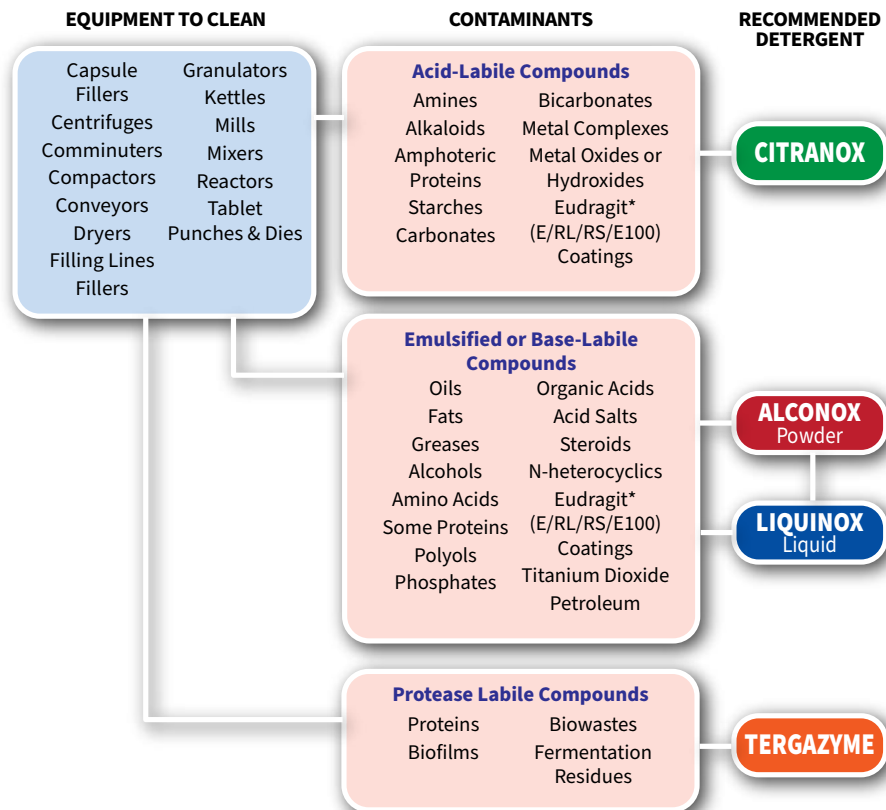 EQUIPMENT TO CLEAN
CONTAMINANTS
RECOMMENDED
DETERGENT
Capsule
Fillers
Centrifuges
Comminuters
Compactors
Conveyors
Dryers
Filling Lines
Fillers
Granulators
Kettles
Mills
Mixers
Reactors
Tablet
Punches & Dies
Acid-Labile Compounds
Amines
Alkaloids
Amphoteric
Proteins
Starches
Carbonates
Bicarbonates
Metal Complexes
Metal Oxides or
Hydroxides
Eudragit*
(E/RL/RS/E100)
Coatings
CITRANOX
Emulsified or Base-Labile
Compounds
Oils
Fats
Greases
Alcohols
Amino Acids
Some Proteins
Polyols
Phosphates
Organic Acids
Acid Salts
Steroids
N-heterocyclics
Eudragit*
(E/RL/RS/E100)
Coatings
Titanium Dioxide
Petroleum
ALCONOX
Powder
LIQUINOX
Liquid
Protease Labile Compounds
Proteins
Biofilms
Biowastes
Fermentation
Residues
TERGAZYME